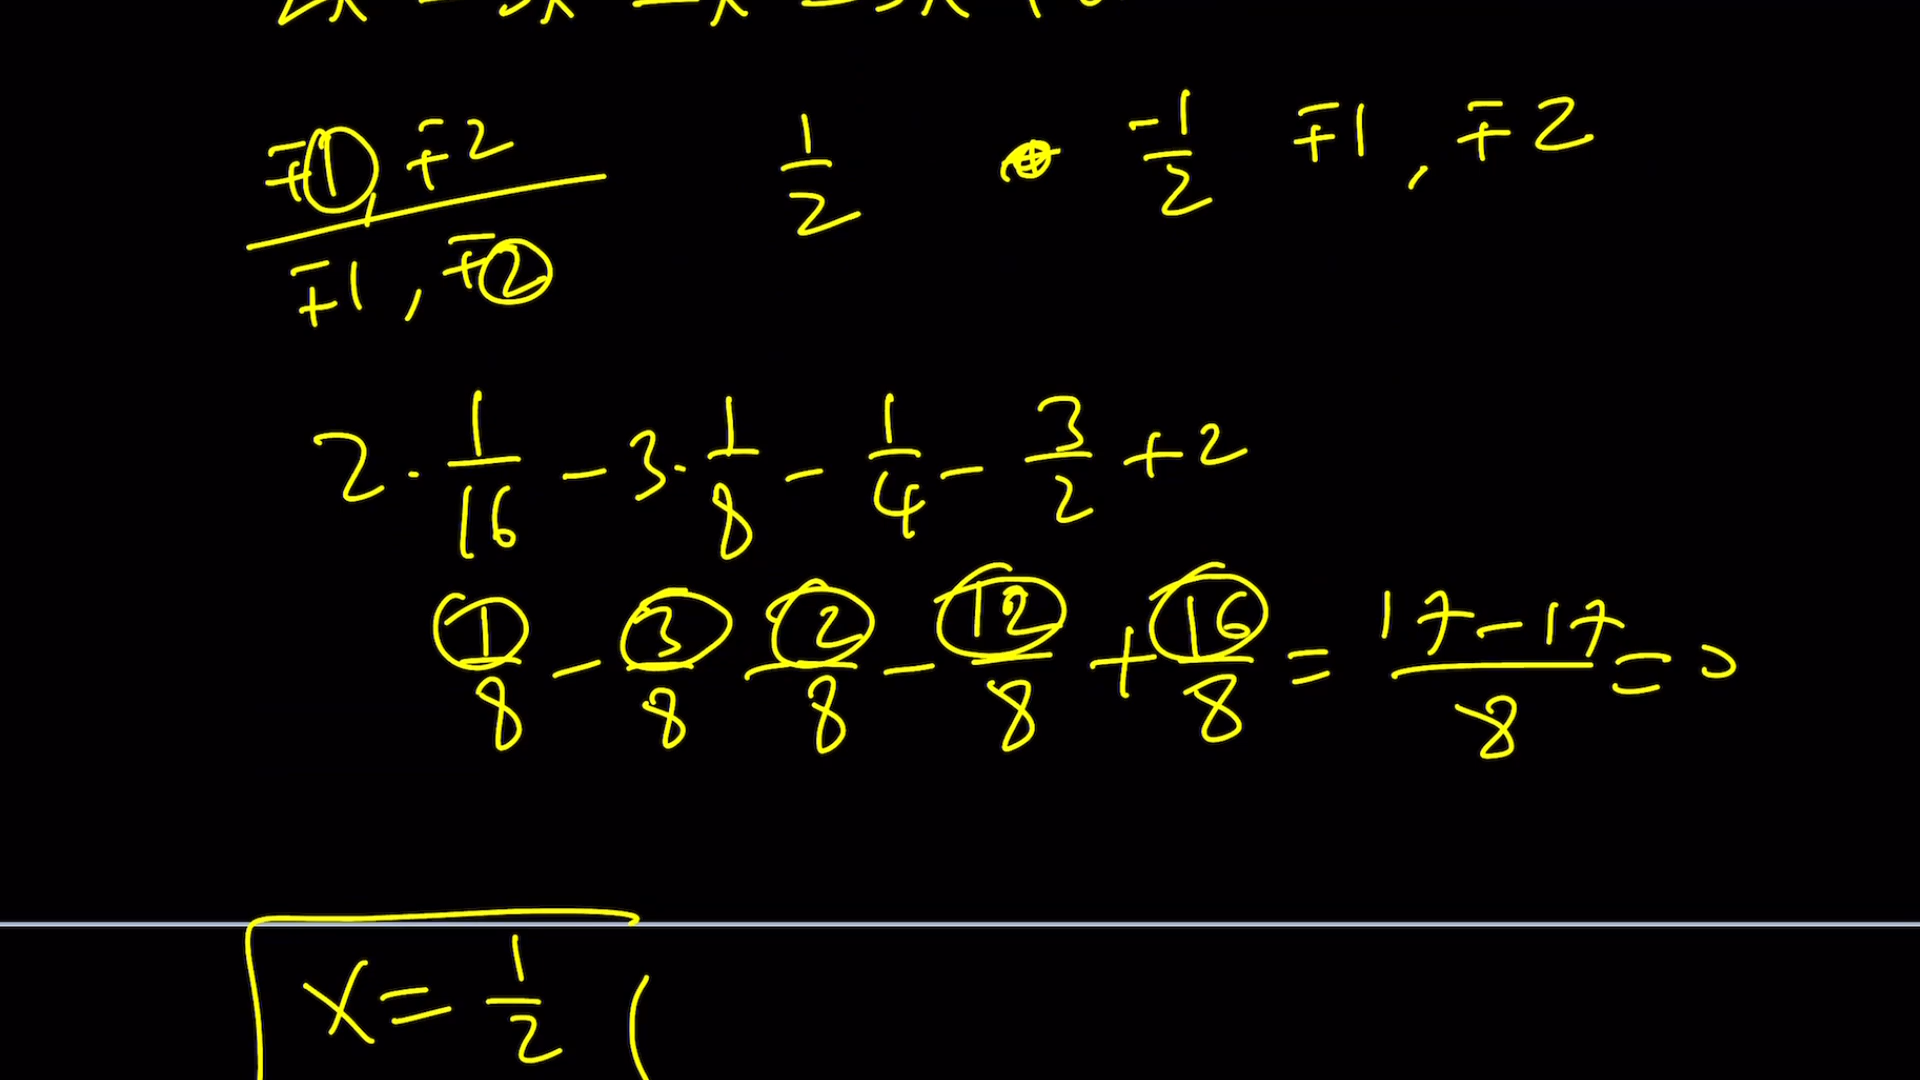 ∓1, ∓2 / ∓1, ∓2    1/2    -1/2  ∓1, ∓2
2 · 1/16 - 3 · 1/8 - 1/4 - 3/2 + 2
1/8 - 3/8 2/8 - 12/8 + 16/8 = 17-17/8 = 0
x = 1/2 (